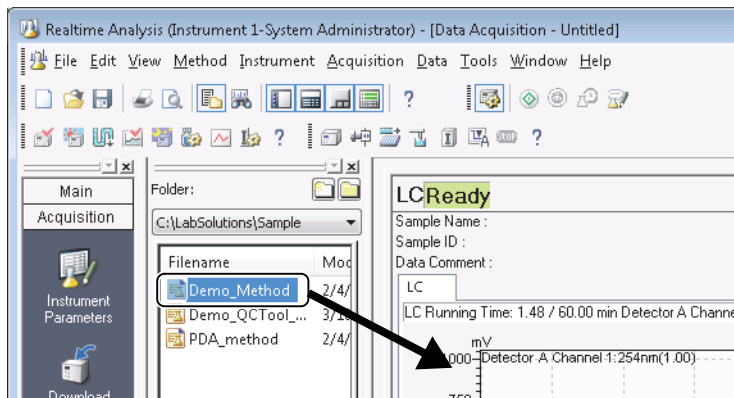 Realtime Analysis (Instrument 1-System Administrator) - [Data Acquisition - Untitled]
File Edit View Method Instrument Acquisition Data Tools Window Help
?
STOP ?
Main
Acquisition
Instrument
Parameters
Download
Folder:
C:\LabSolutions\Sample
Filename Mod
Demo_Method 2/4/
Demo_QCTool_...
PDA_method 2/4/
LC Ready
Sample Name :
Sample ID :
Data Comment :
LC
LC Running Time: 1.48 / 60.00 min Detector A Channe
mV
Detector A Channel 1:254nm(1.00)